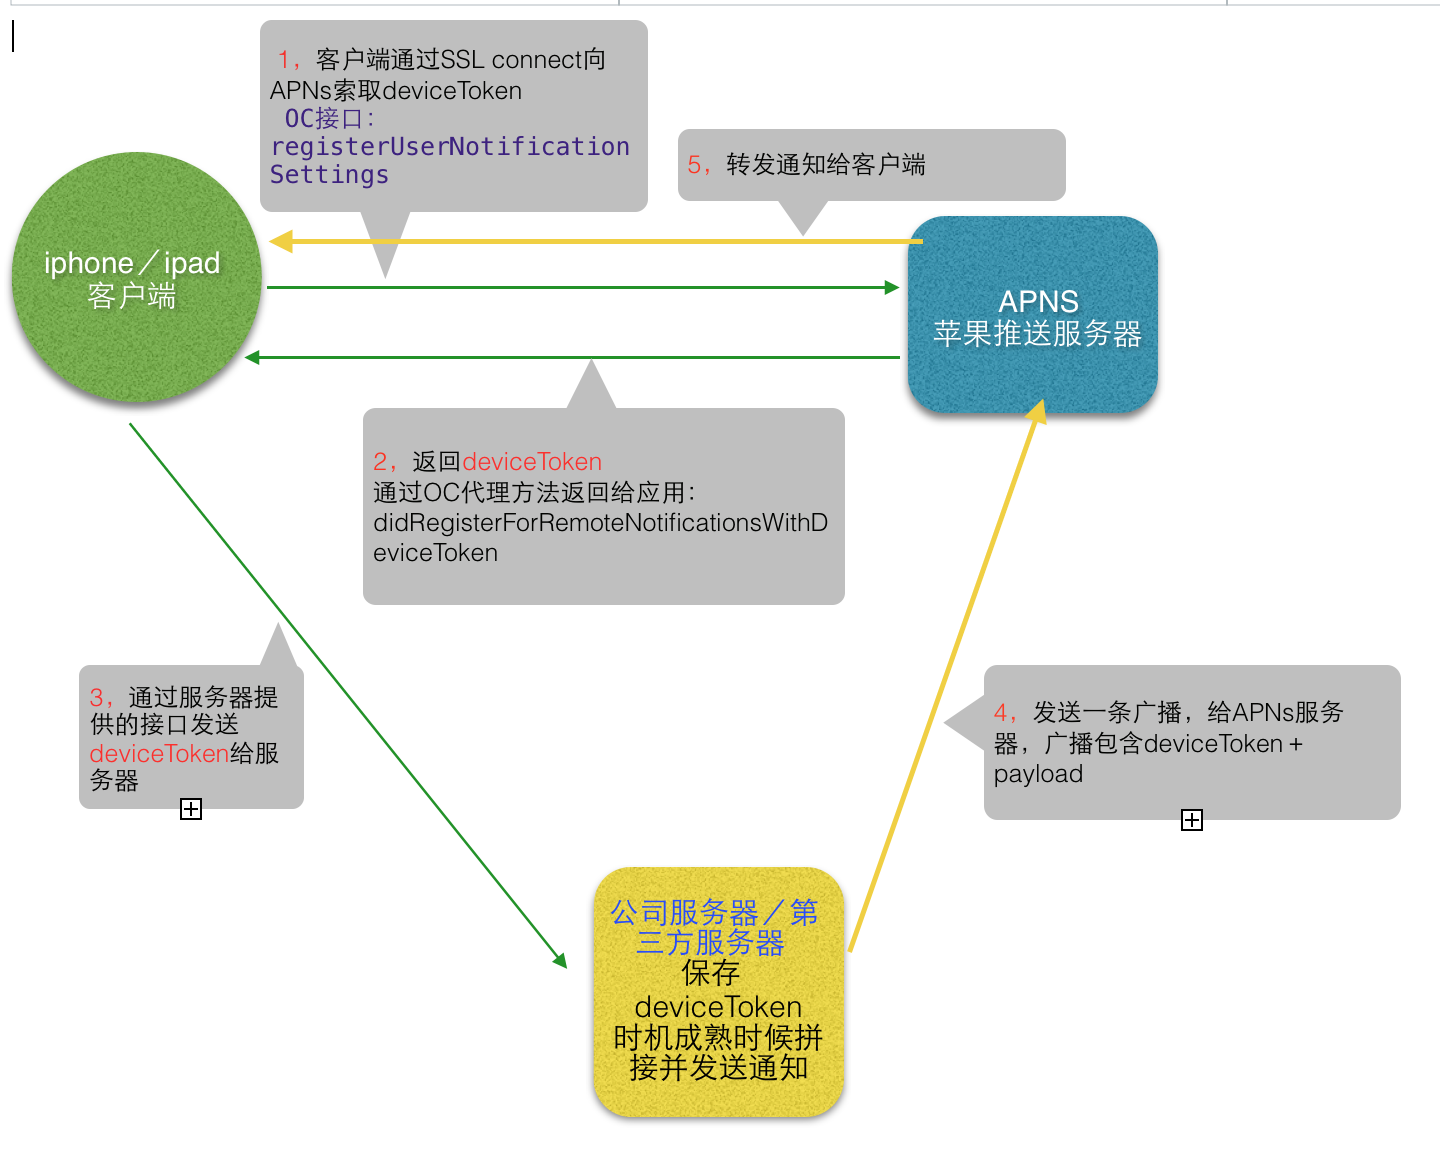 1，客户端通过SSL connect向
APNs索取deviceToken
OC接口：
registerUserNotification
Settings
5，转发通知给客户端
iphone／ipad
客户端
APNS
苹果推送服务器
2，返回deviceToken
通过OC代理方法返回给应用：
didRegisterForRemoteNotificationsWithD
eviceToken
3，通过服务器提
供的接口发送
deviceToken给服
务器
4，发送一条广播，给APNs服务
器，广播包含deviceToken＋
payload
公司服务器／第
三方服务器
保存
deviceToken
时机成熟时候拼
接并发送通知